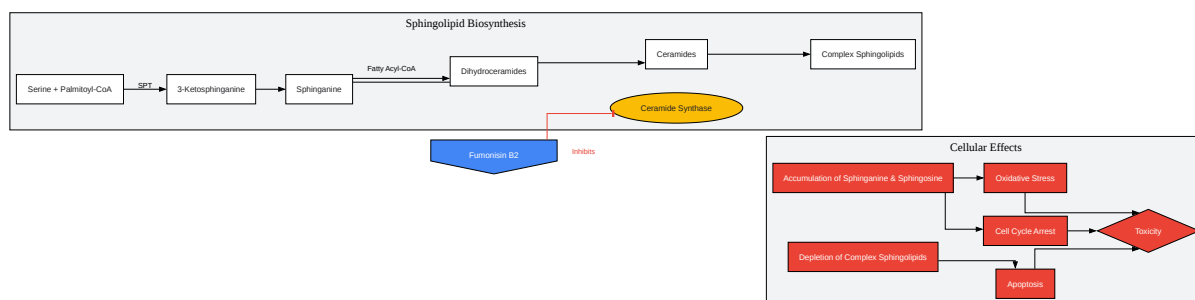 Sphingolipid Biosynthesis
Serine + Palmitoyl-CoA
SPT
3-Ketosphinganine
Sphinganine
Fatty Acyl-CoA
Dihydroceramides
Ceramides
Complex Sphingolipids
Ceramide Synthase
Fumonisin B2
Inhibits
Cellular Effects
Accumulation of Sphinganine & Sphingosine
Oxidative Stress
Cell Cycle Arrest
Toxicity
Depletion of Complex Sphingolipids
Apoptosis